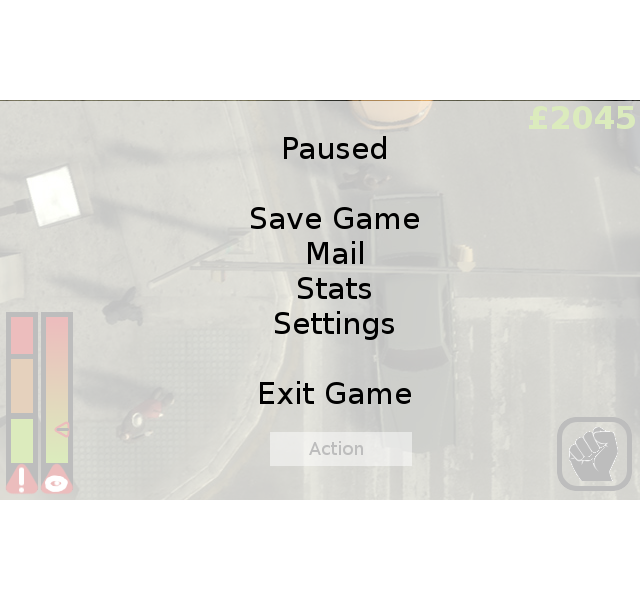 £2045
Paused
Save Game
Mail
Stats
Settings
Exit Game
Action
!